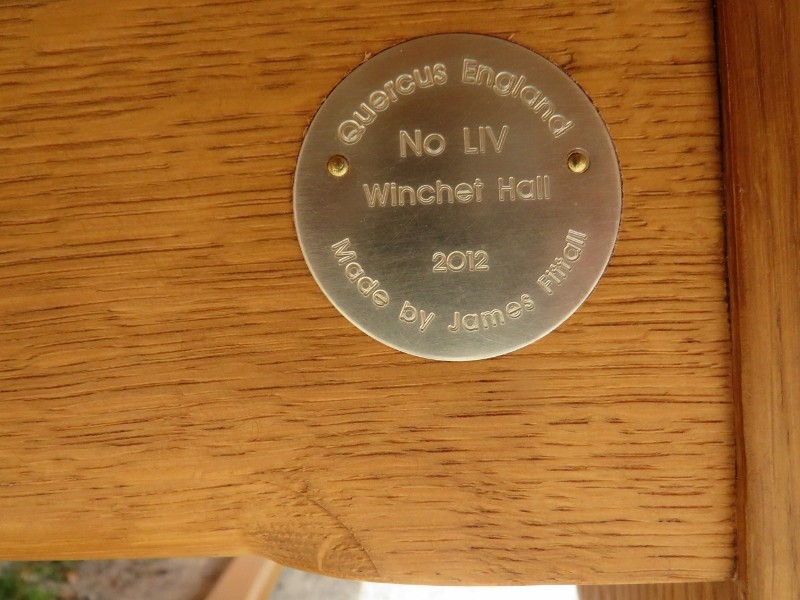 Quercus England
No LIV
Winchet Hall
2012
Made by James Fittall